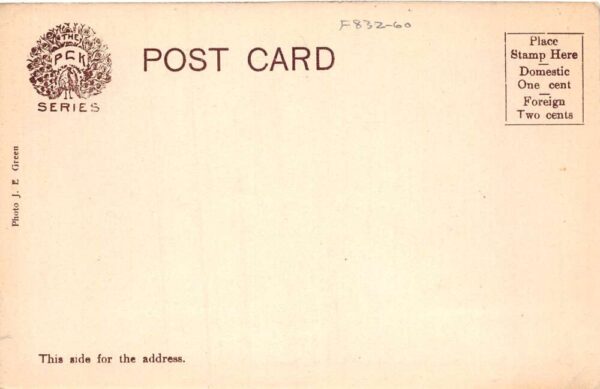 F832-60
THE
PCK
SERIES
POST CARD
Place
Stamp Here
Domestic
One cent
Foreign
Two cents
Photo J. E Green
This side for the address.